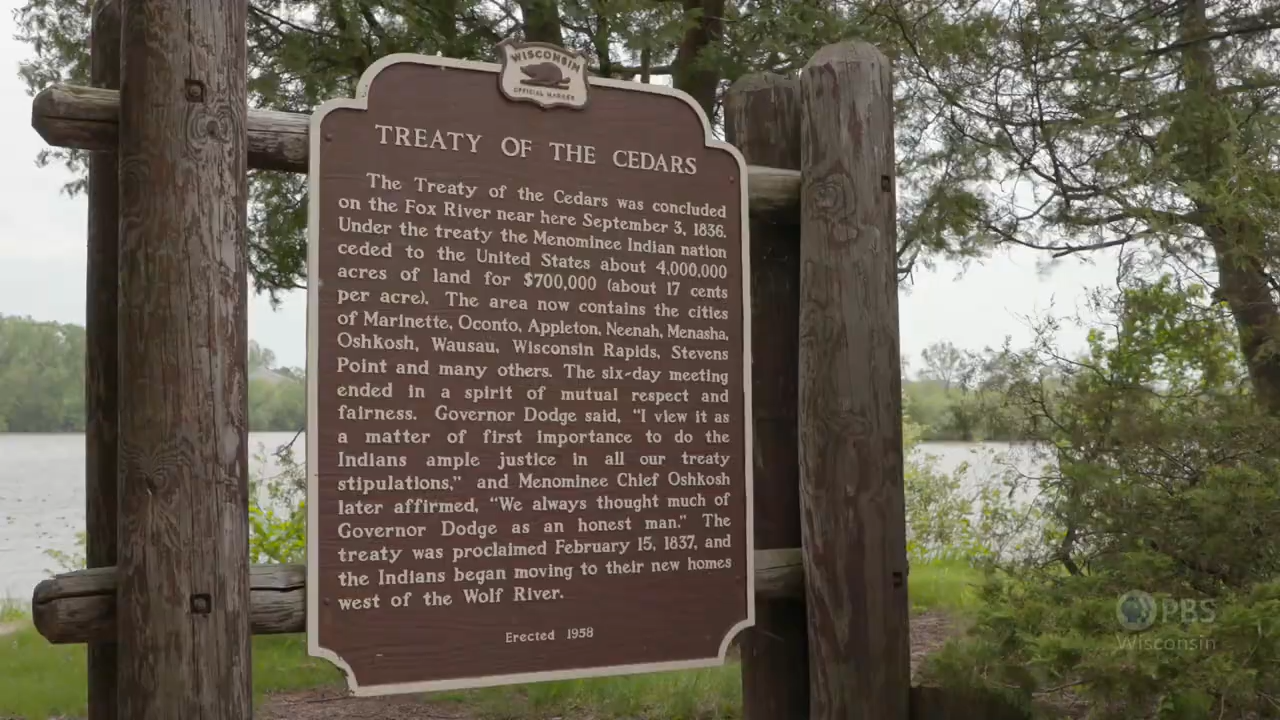 WISCONSIN
OFFICIAL MARKER
TREATY OF THE CEDARS
The Treaty of the Cedars was concluded
on the Fox River near here September 3, 1836.
Under the treaty the Menominee Indian nation
ceded to the United States about 4,000,000
acres of land for $700,000 (about 17 cents
per acre). The area now contains the cities
of Marinette, Oconto, Appleton, Neenah, Menasha,
Oshkosh, Wausau, Wisconsin Rapids, Stevens
Point and many others. The six-day meeting
ended in a spirit of mutual respect and
fairness. Governor Dodge said, "I view it as
a matter of first importance to do the
Indians ample justice in all our treaty
stipulations," and Menominee Chief Oshkosh
later affirmed, "We always thought much of
Governor Dodge as an honest man." The
treaty was proclaimed February 15, 1837, and
the Indians began moving to their new homes
west of the Wolf River.
Erected 1958
PBS
Wisconsin